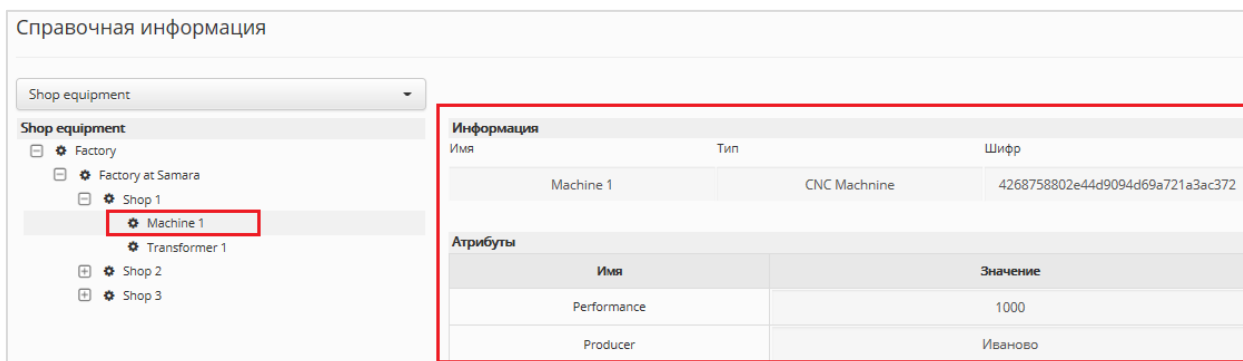 Справочная информация
Shop equipment
Shop equipment
Factory
Factory at Samara
Shop 1
Machine 1
Transformer 1
Shop 2
Shop 3
Информация
Имя Тип Шифр
Machine 1 CNC Machnine 4268758802e44d9094d69a721a3ac372
Атрибуты
Имя Значение
Performance 1000
Producer Иваново